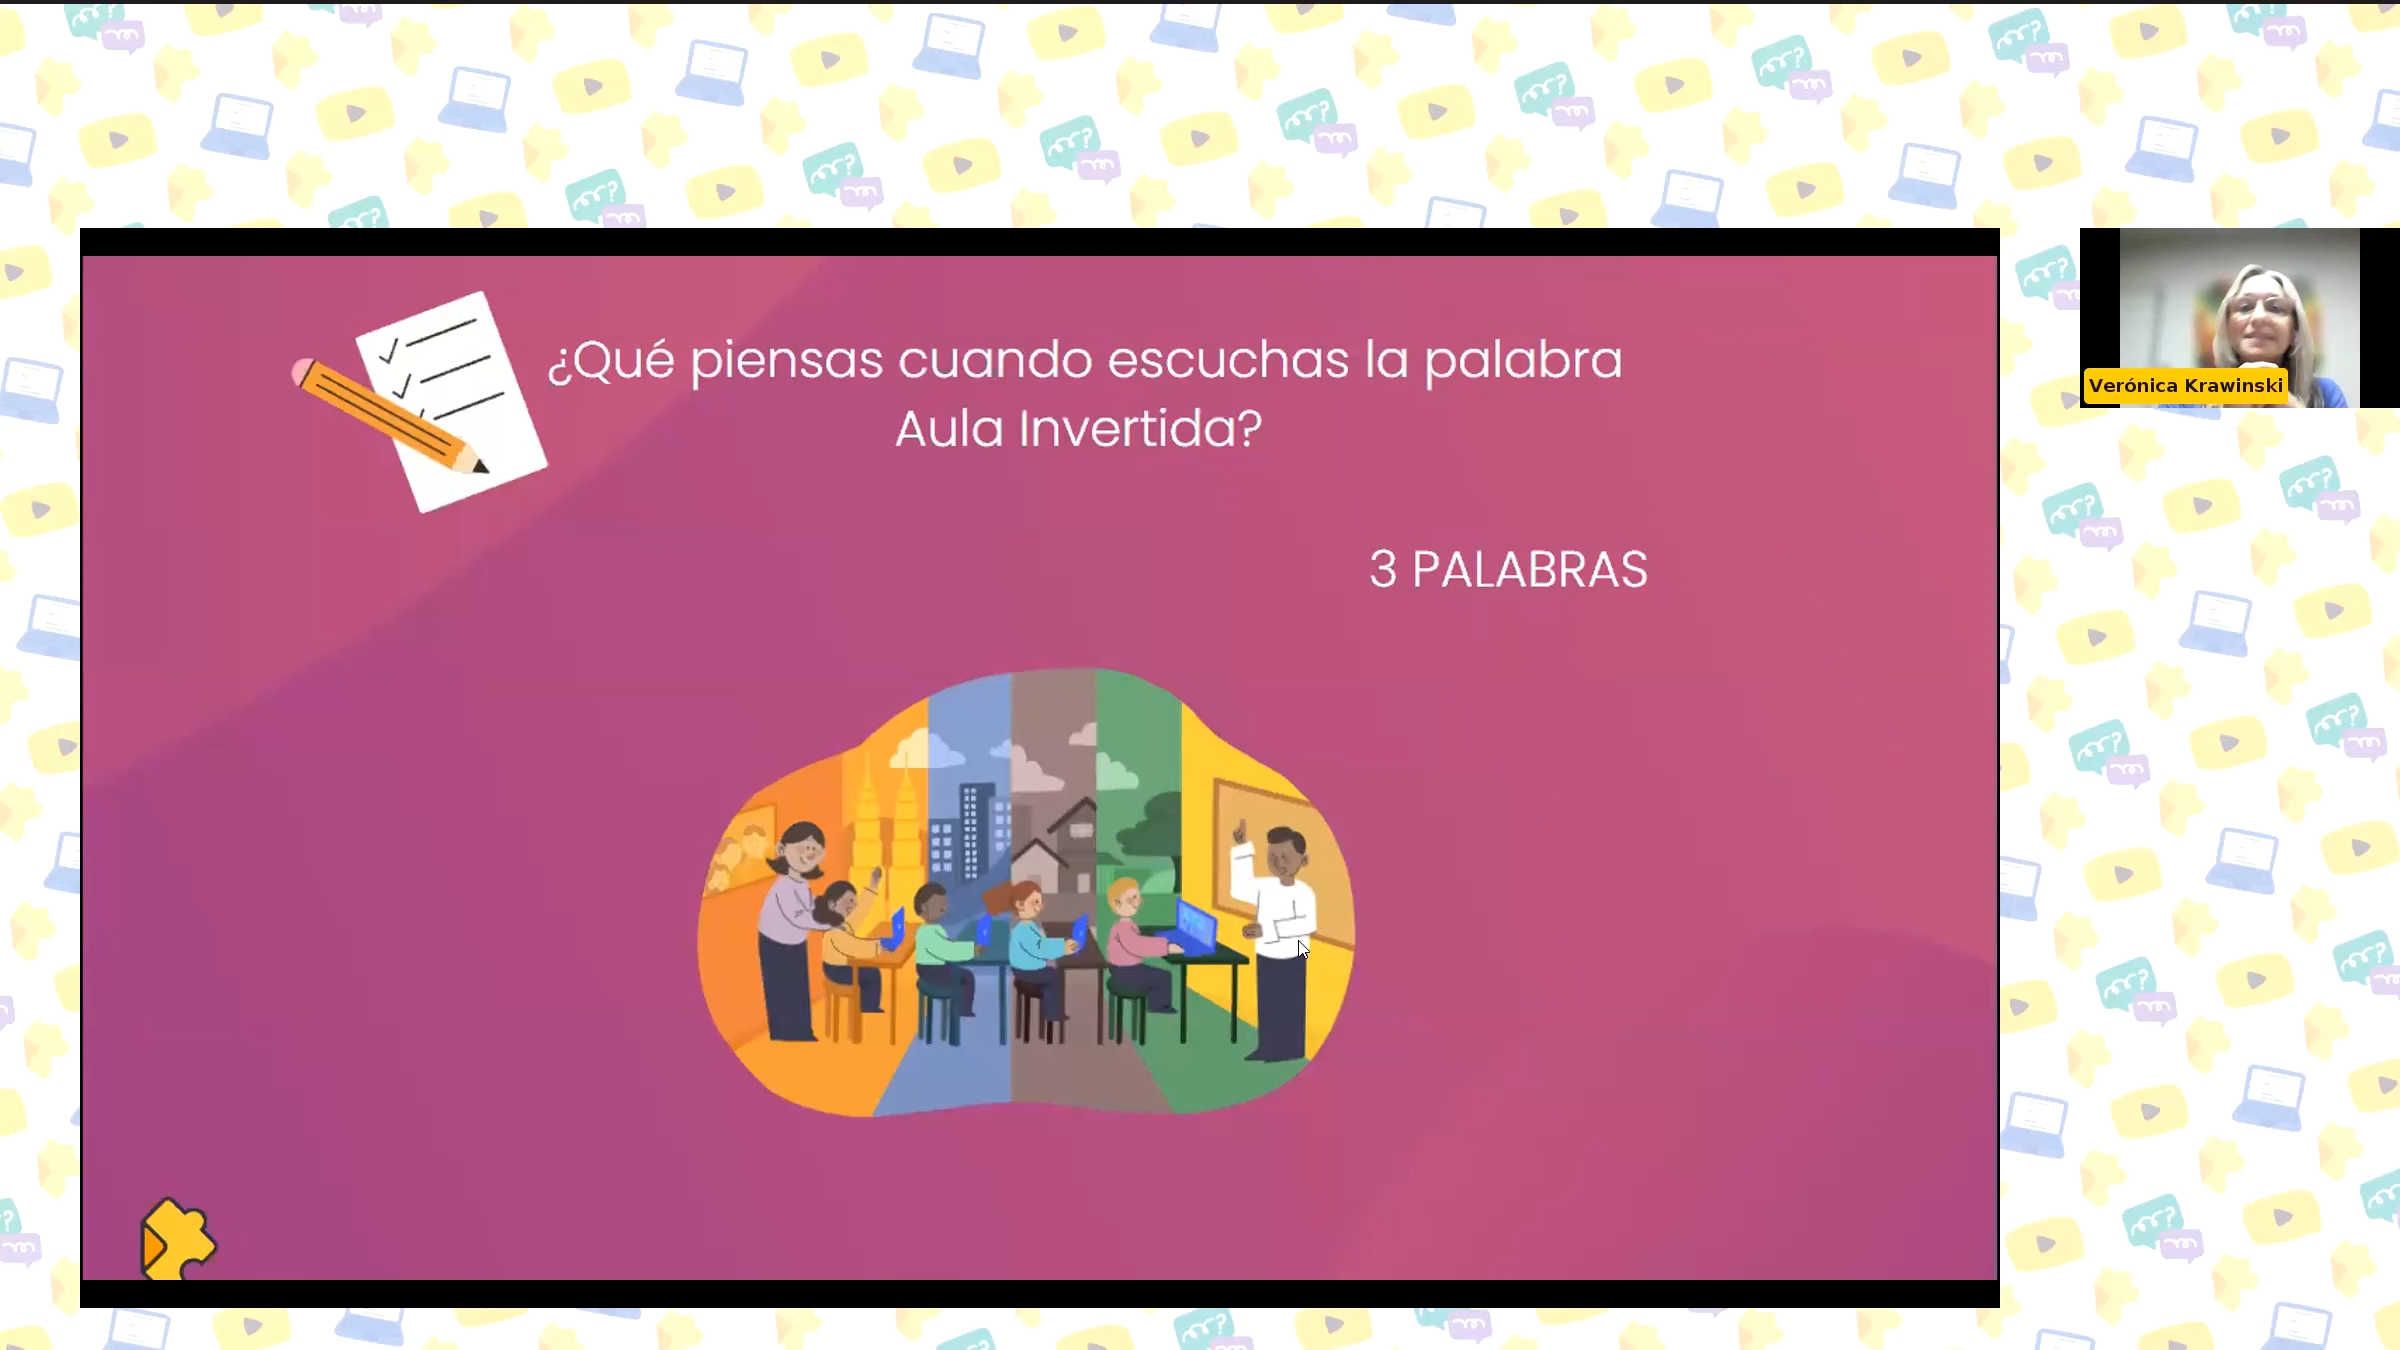 ¿Qué piensas cuando escuchas la palabra
Aula Invertida?
3 PALABRAS
Verónica Krawinski